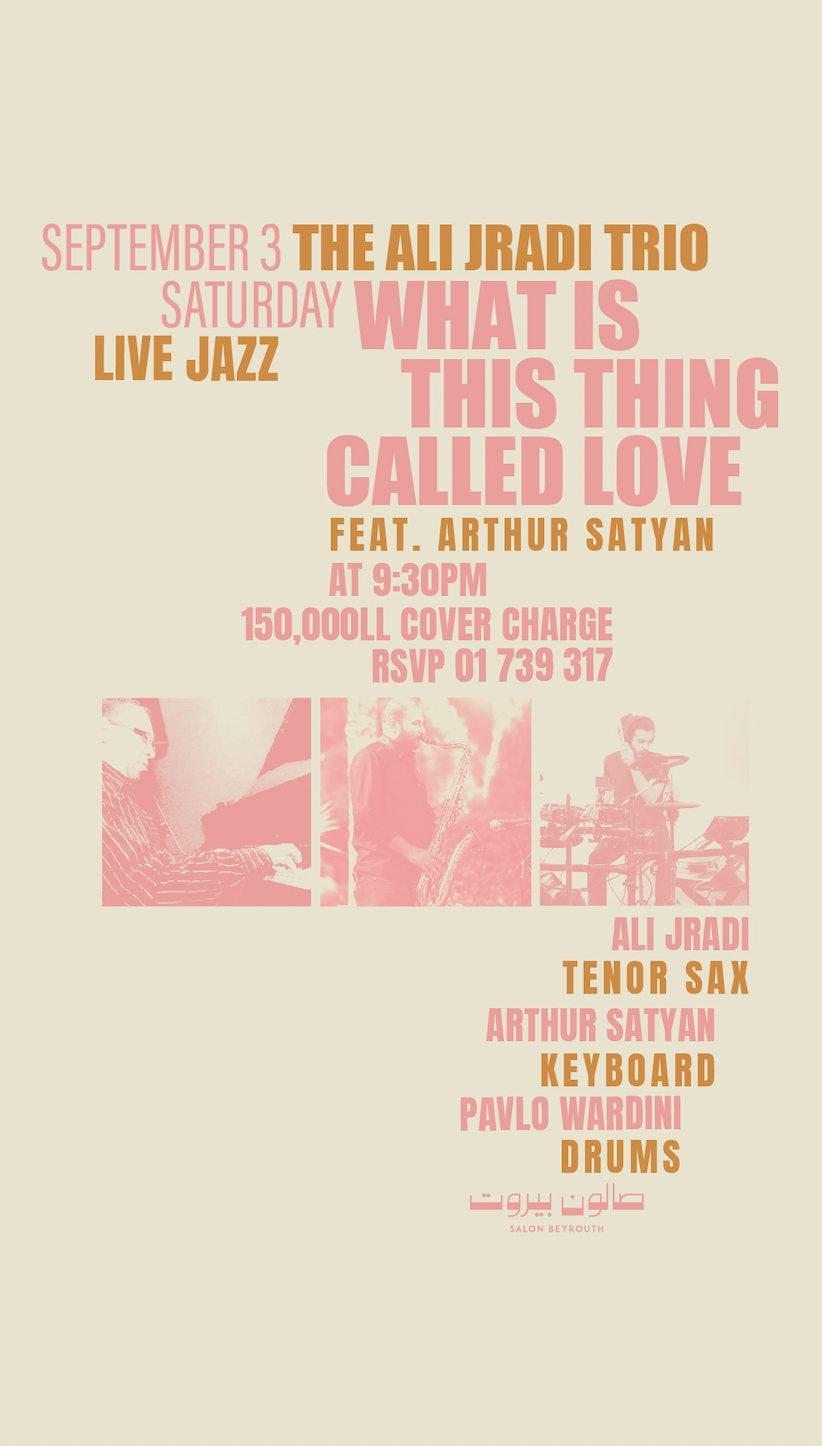 SEPTEMBER 3 THE ALI JRADI TRIO
SATURDAY WHAT IS
LIVE JAZZ
THIS THING
CALLED LOVE
FEAT. ARTHUR SATYAN
AT 9:30PM
150,000LL COVER CHARGE
RSVP 01 739 317
ALI JRADI
TENOR SAX
ARTHUR SATYAN
KEYBOARD
PAVLO WARDINI
DRUMS
صالون بيروت
SALON BEYROUTH